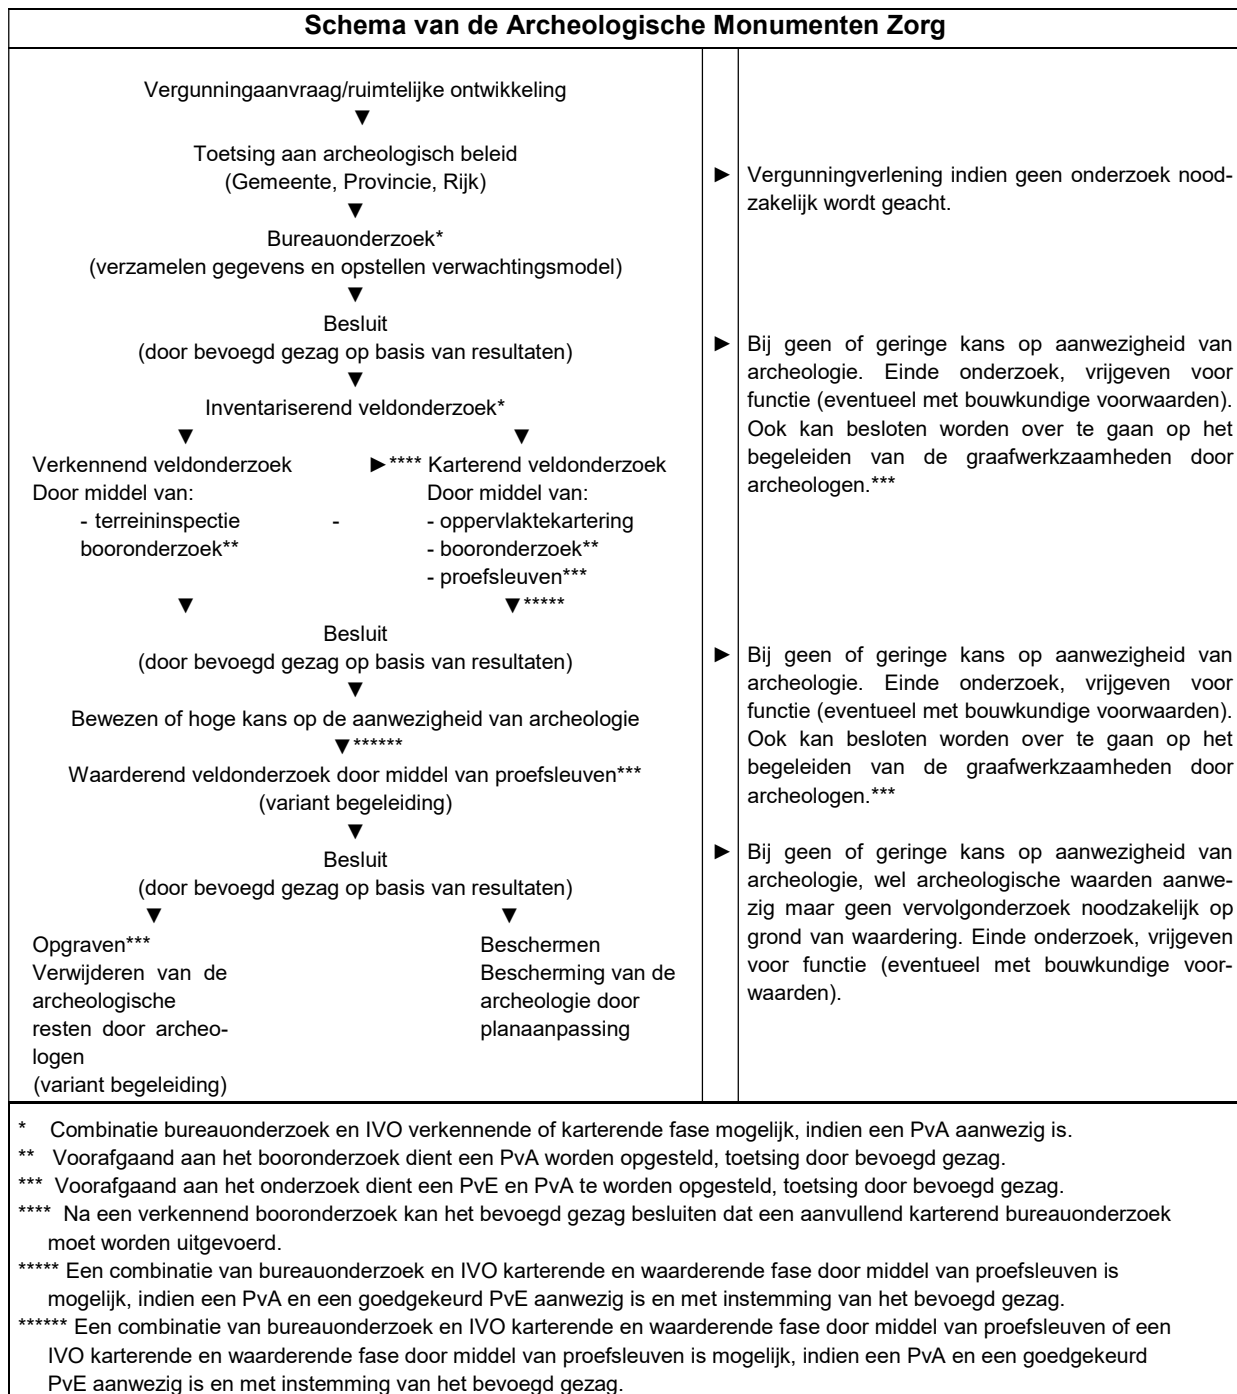 Schema van de Archeologische Monumenten Zorg
Vergunningaanvraag/ruimtelijke ontwikkeling
▼
Toetsing aan archeologisch beleid
(Gemeente, Provincie, Rijk)
► Vergunningverlening indien geen onderzoek nood-
zakelijk wordt geacht.
▼
Bureauonderzoek*
(verzamelen gegevens en opstellen verwachtingsmodel)
▼
Besluit
(door bevoegd gezag op basis van resultaten)
► Bij geen of geringe kans op aanwezigheid van
archeologie. Einde onderzoek, vrijgeven voor
functie (eventueel met bouwkundige voorwaarden).
Ook kan besloten worden over te gaan op het
begeleiden van de graafwerkzaamheden door
archeologen.***
▼
Inventariserend veldonderzoek*
▼ ▼
Verkennend veldonderzoek ►**** Karterend veldonderzoek
Door middel van: Door middel van:
- terreininspectie - - oppervlaktekartering
booronderzoek** - booronderzoek**
- proefsleuven***
▼ ▼*****
Besluit
(door bevoegd gezag op basis van resultaten)
► Bij geen of geringe kans op aanwezigheid van
archeologie. Einde onderzoek, vrijgeven voor
functie (eventueel met bouwkundige voorwaarden).
Ook kan besloten worden over te gaan op het
begeleiden van de graafwerkzaamheden door
archeologen.***
▼
Bewezen of hoge kans op de aanwezigheid van archeologie
▼******
Waarderend veldonderzoek door middel van proefsleuven***
(variant begeleiding)
▼
Besluit
(door bevoegd gezag op basis van resultaten)
► Bij geen of geringe kans op aanwezigheid van
archeologie, wel archeologische waarden aanwe-
zig maar geen vervolgonderzoek noodzakelijk op
grond van waardering. Einde onderzoek, vrijgeven
voor functie (eventueel met bouwkundige voor-
waarden).
▼ ▼
Opgraven***
Verwijderen van de
archeologische
resten door archeo-
logen
(variant begeleiding)
Beschermen
Bescherming van de
archeologie door
planaanpassing
* Combinatie bureauonderzoek en IVO verkennende of karterende fase mogelijk, indien een PvA aanwezig is.
** Voorafgaand aan het booronderzoek dient een PvA worden opgesteld, toetsing door bevoegd gezag.
*** Voorafgaand aan het onderzoek dient een PvE en PvA te worden opgesteld, toetsing door bevoegd gezag.
**** Na een verkennend booronderzoek kan het bevoegd gezag besluiten dat een aanvullend karterend bureauonderzoek
moet worden uitgevoerd.
***** Een combinatie van bureauonderzoek en IVO karterende en waarderende fase door middel van proefsleuven is
mogelijk, indien een PvA en een goedgekeurd PvE aanwezig is en met instemming van het bevoegd gezag.
****** Een combinatie van bureauonderzoek en IVO karterende en waarderende fase door middel van proefsleuven of een
IVO karterende en waarderende fase door middel van proefsleuven is mogelijk, indien een PvA en een goedgekeurd
PvE aanwezig is en met instemming van het bevoegd gezag.